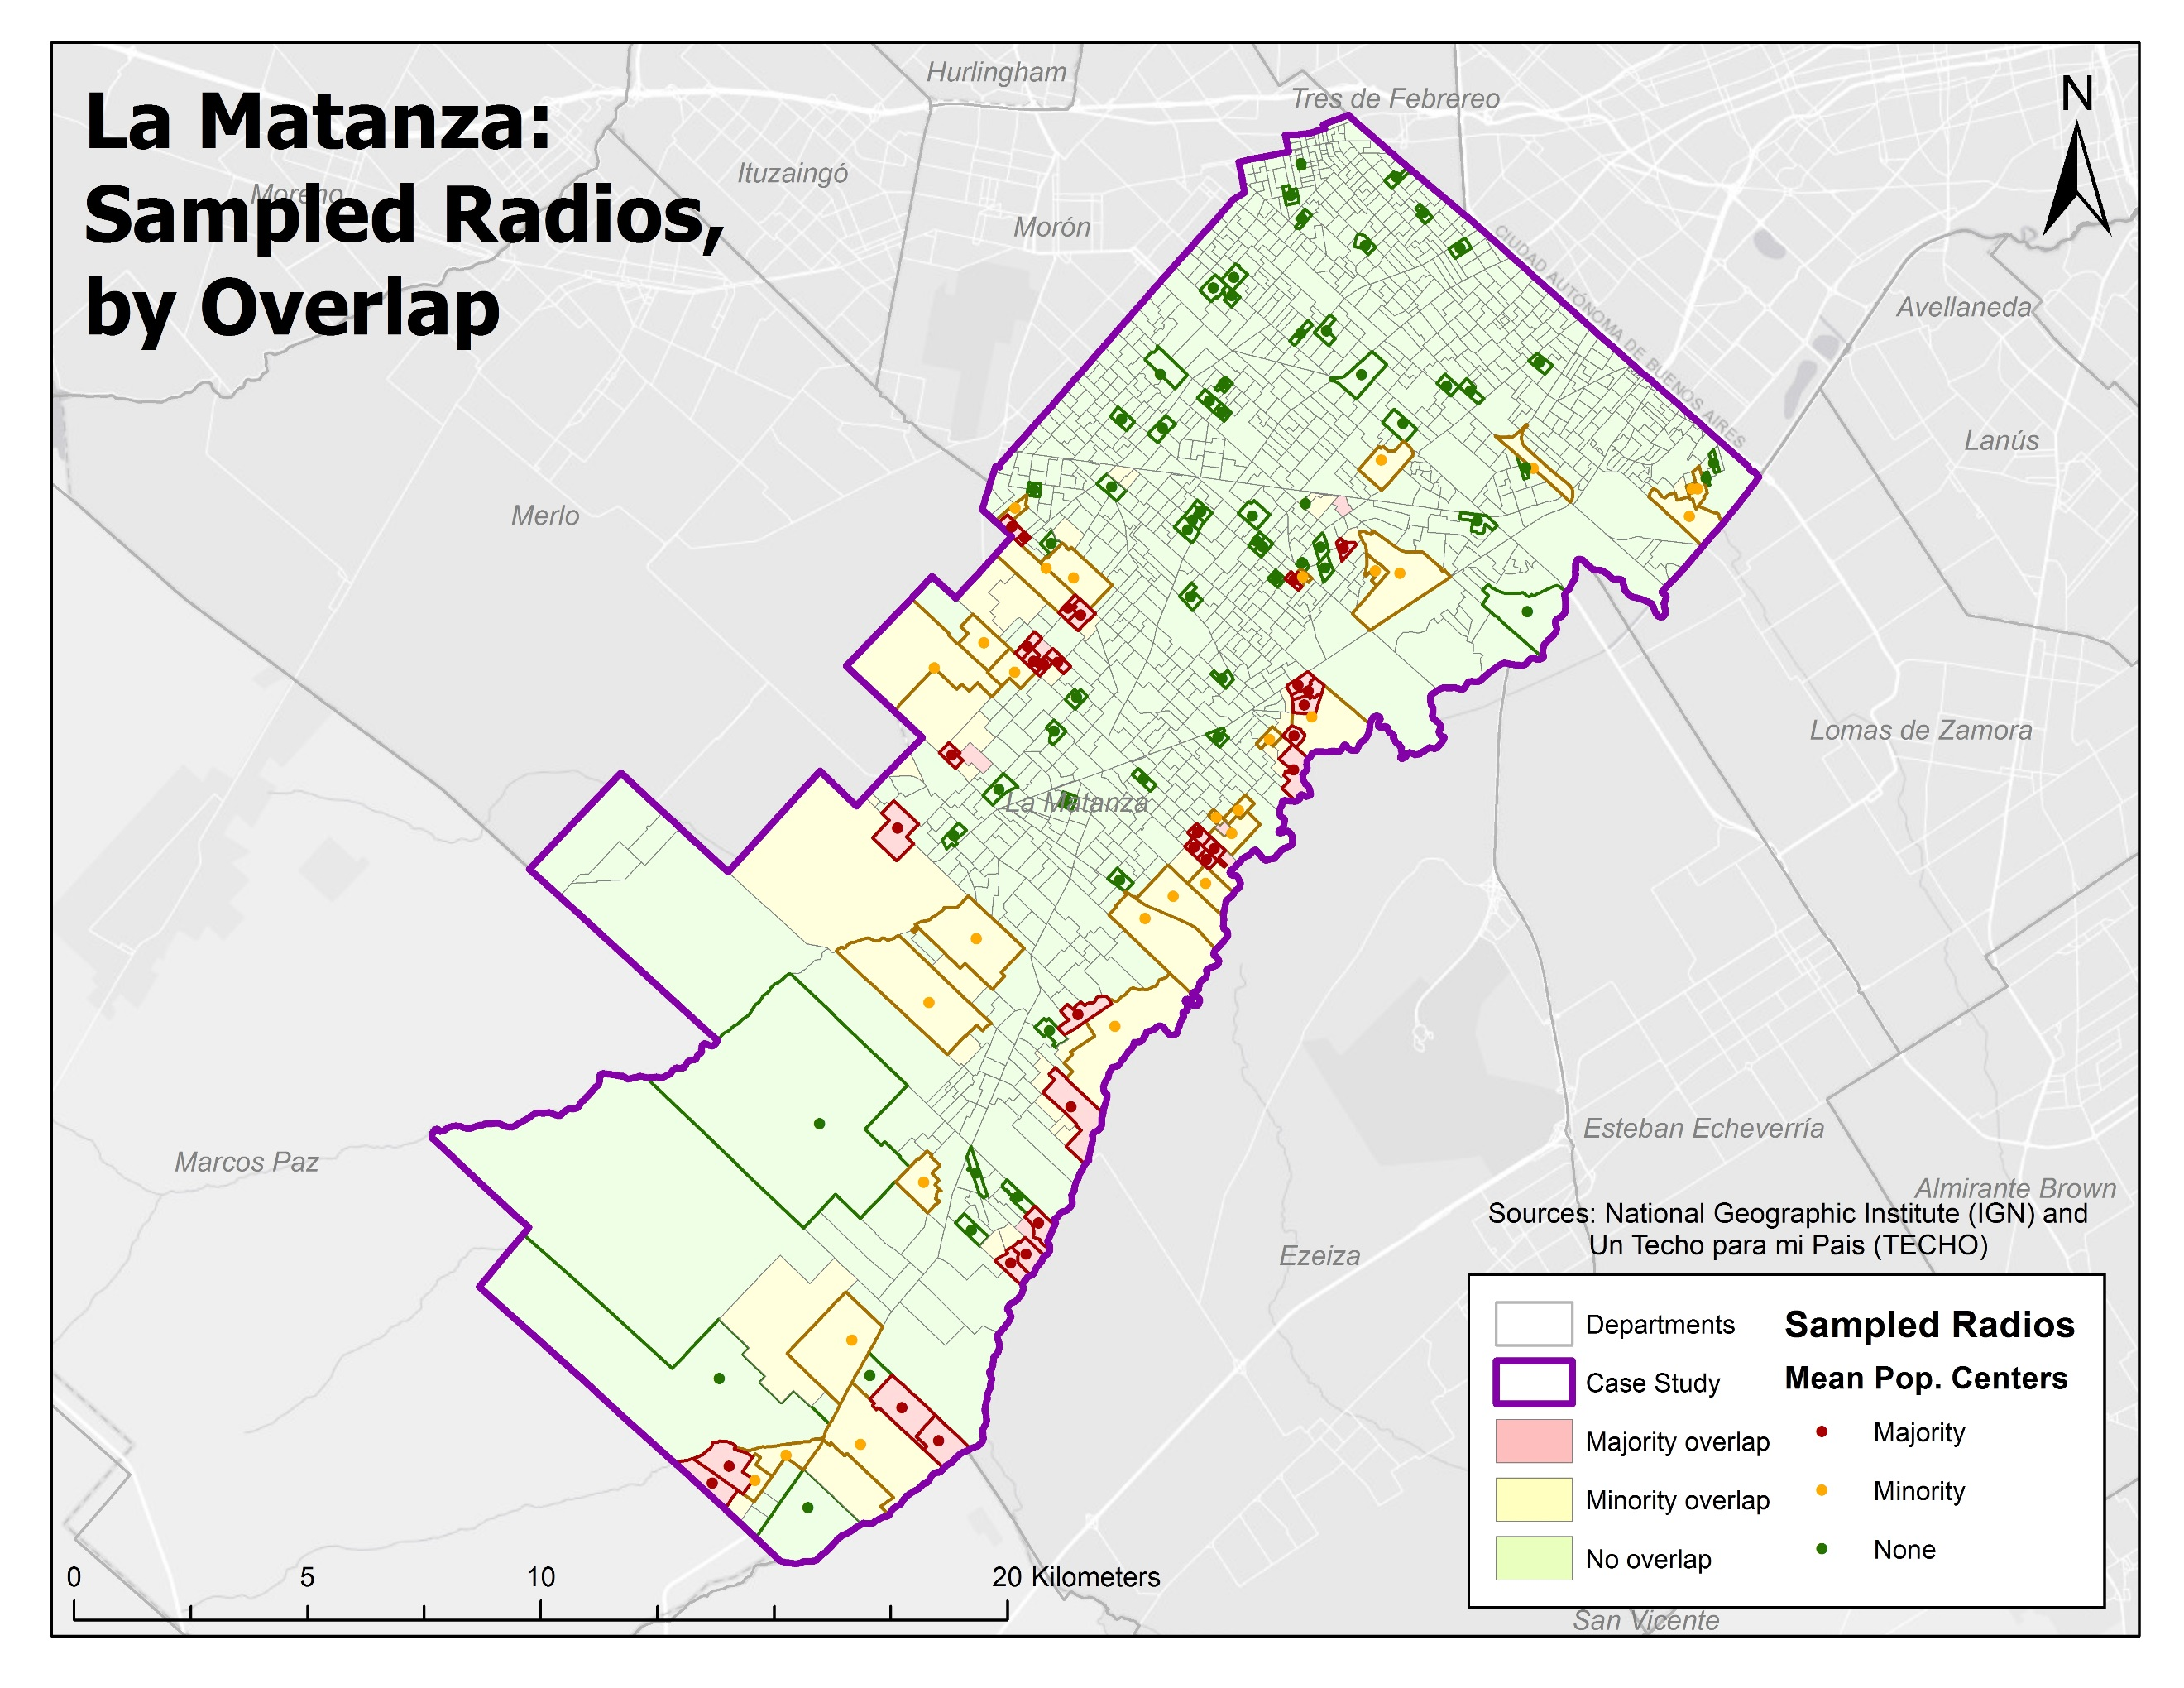 La Matanza:
Sampled Radios,
by Overlap
Hurlingham
Tres de Febrereo
N
Ituzaingó
Moreno
Morón
CIUDAD AUTÓNOMA DE BUENOS AIRES
Avellaneda
Lanús
Merlo
Lomas de Zamora
La Matanza
Esteban Echeverría
Marcos Paz
Almirante Brown
Ezeiza
Sources: National Geographic Institute (IGN) and
Un Techo para mi Pais (TECHO)
Departments
Case Study
Majority overlap
Minority overlap
No overlap
Sampled Radios
Mean Pop. Centers
Majority
Minority
None
0 5 10 20 Kilometers
San Vicente